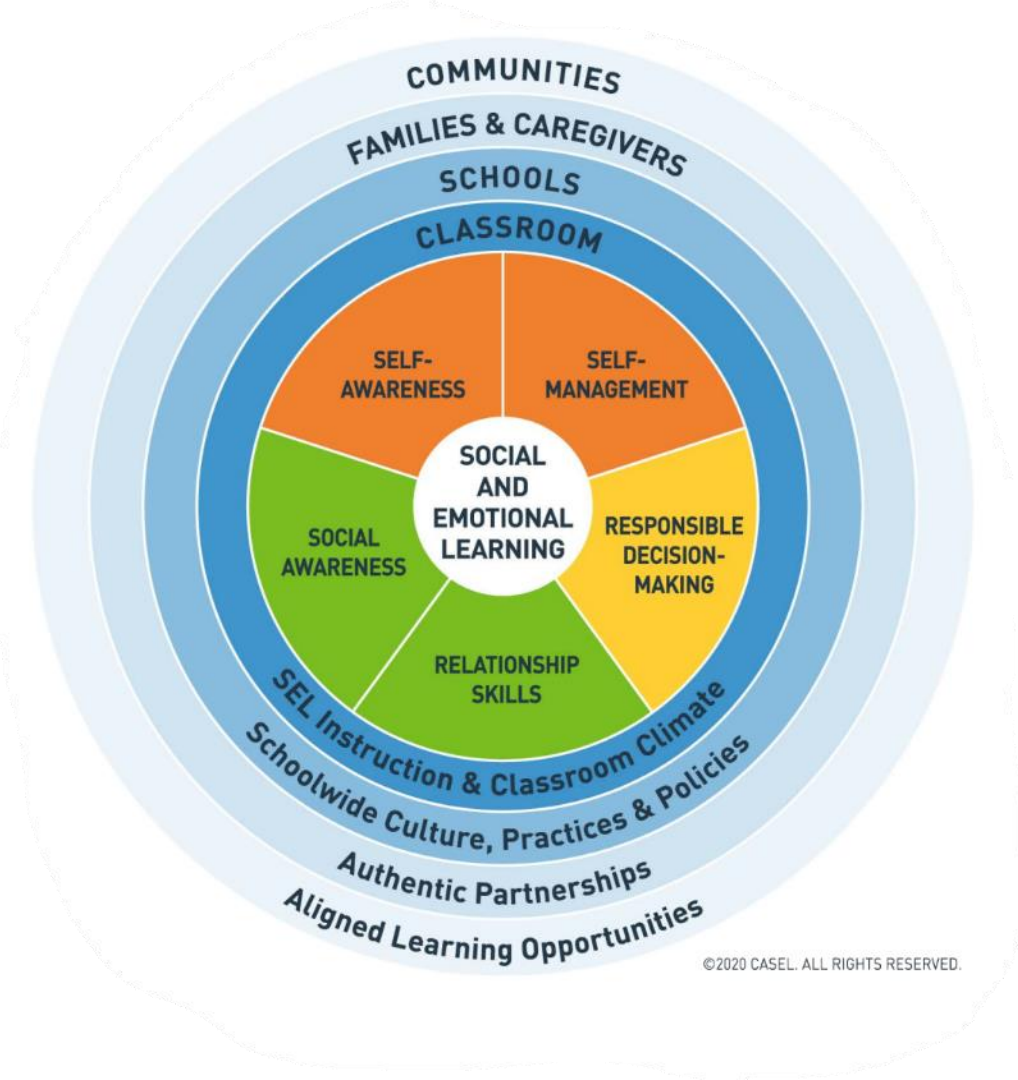 COMMUNITIES
FAMILIES & CAREGIVERS
SCHOOLS
CLASSROOM
SELF-
AWARENESS
SELF-
MANAGEMENT
SOCIAL
AND
EMOTIONAL
LEARNING
SOCIAL
AWARENESS
RESPONSIBLE
DECISION-
MAKING
RELATIONSHIP
SKILLS
SEL Instruction & Classroom Climate
Schoolwide Culture, Practices & Policies
Authentic Partnerships
Aligned Learning Opportunities
©2020 CASEL. ALL RIGHTS RESERVED.